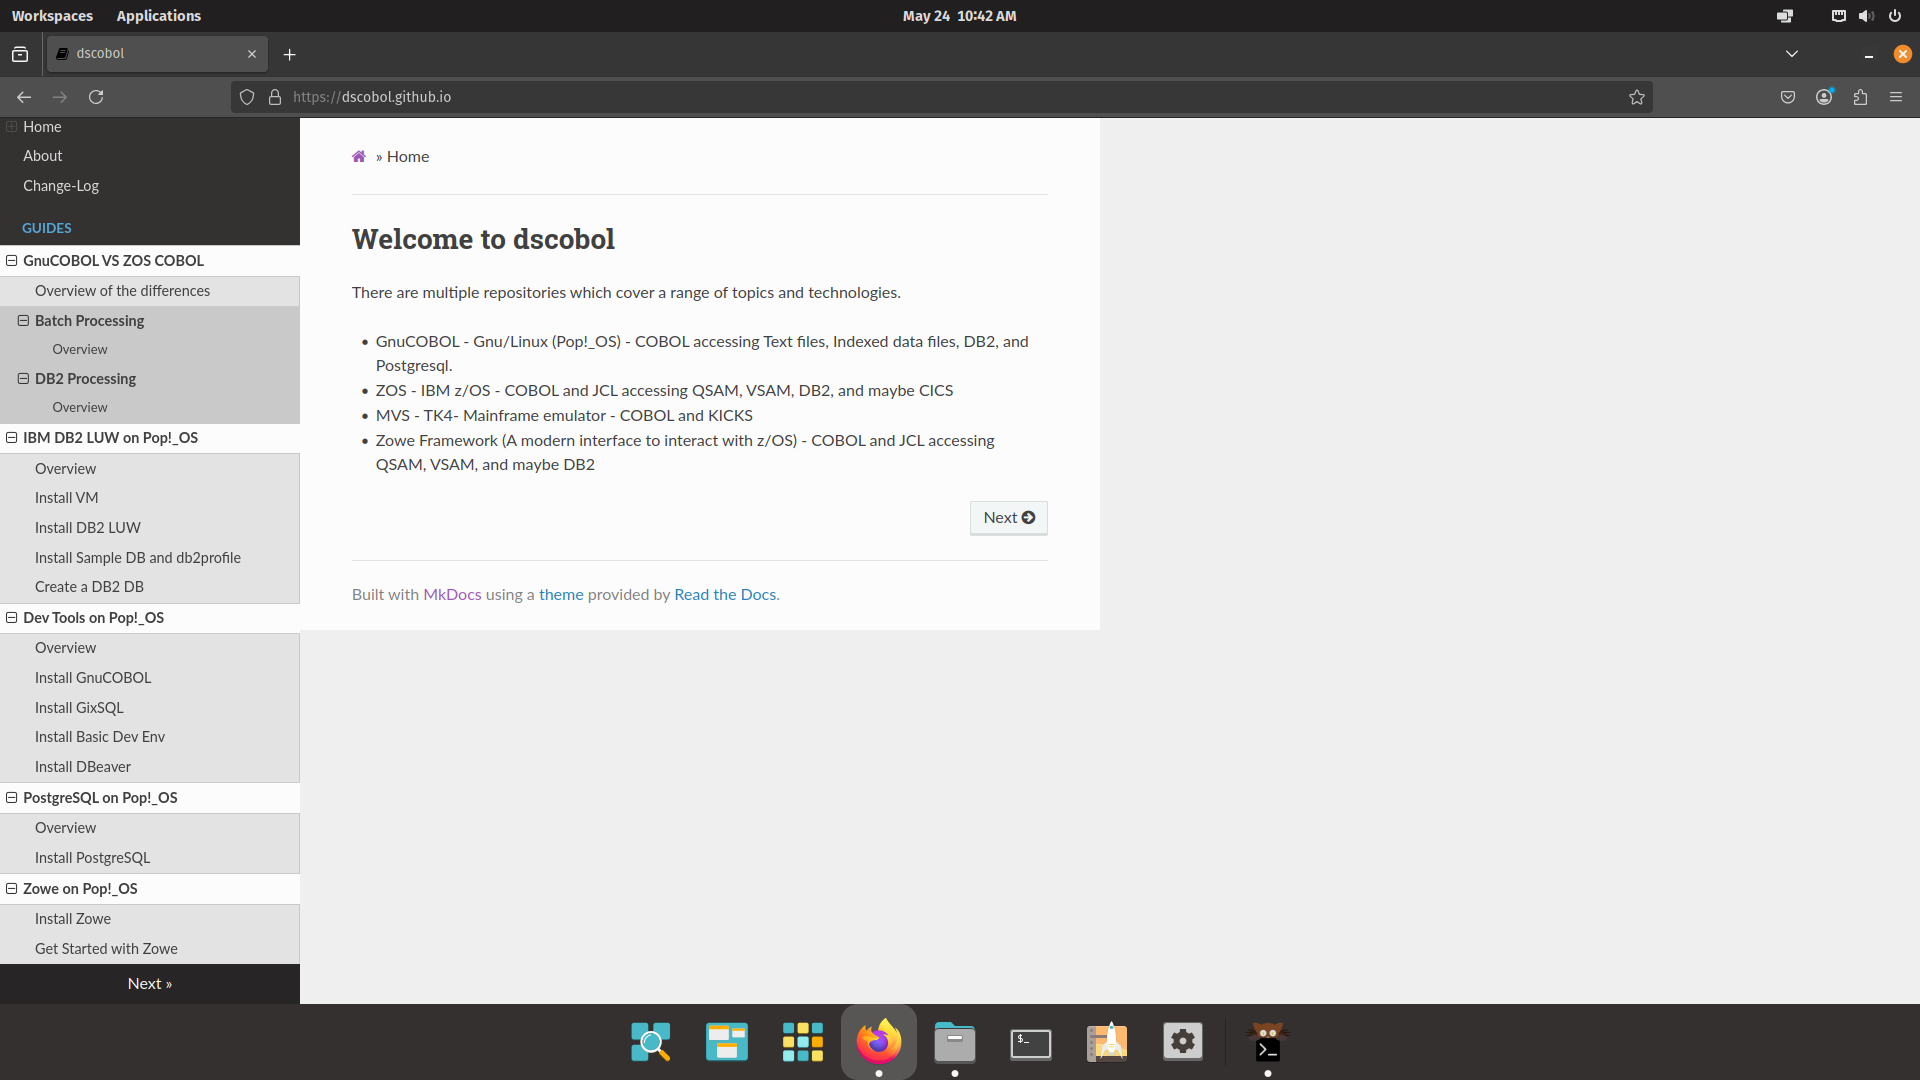 Workspaces Applications May 24 10:42 AM
dscobol
https://dscobol.github.io
Home
About
Change-Log
GUIDES
GnuCOBOL VS ZOS COBOL
Overview of the differences
Batch Processing
Overview
DB2 Processing
Overview
IBM DB2 LUW on Pop!_OS
Overview
Install VM
Install DB2 LUW
Install Sample DB and db2profile
Create a DB2 DB
Dev Tools on Pop!_OS
Overview
Install GnuCOBOL
Install GixSQL
Install Basic Dev Env
Install DBeaver
PostgreSQL on Pop!_OS
Overview
Install PostgreSQL
Zowe on Pop!_OS
Install Zowe
Get Started with Zowe
Next »
» Home
Welcome to dscobol
There are multiple repositories which cover a range of topics and technologies.
• GnuCOBOL - Gnu/Linux (Pop!_OS) - COBOL accessing Text files, Indexed data files, DB2, and
Postgresql.
• ZOS - IBM z/OS - COBOL and JCL accessing QSAM, VSAM, DB2, and maybe CICS
• MVS - TK4- Mainframe emulator - COBOL and KICKS
• Zowe Framework (A modern interface to interact with z/OS) - COBOL and JCL accessing
QSAM, VSAM, and maybe DB2
Next
Built with MkDocs using a theme provided by Read the Docs.
$_